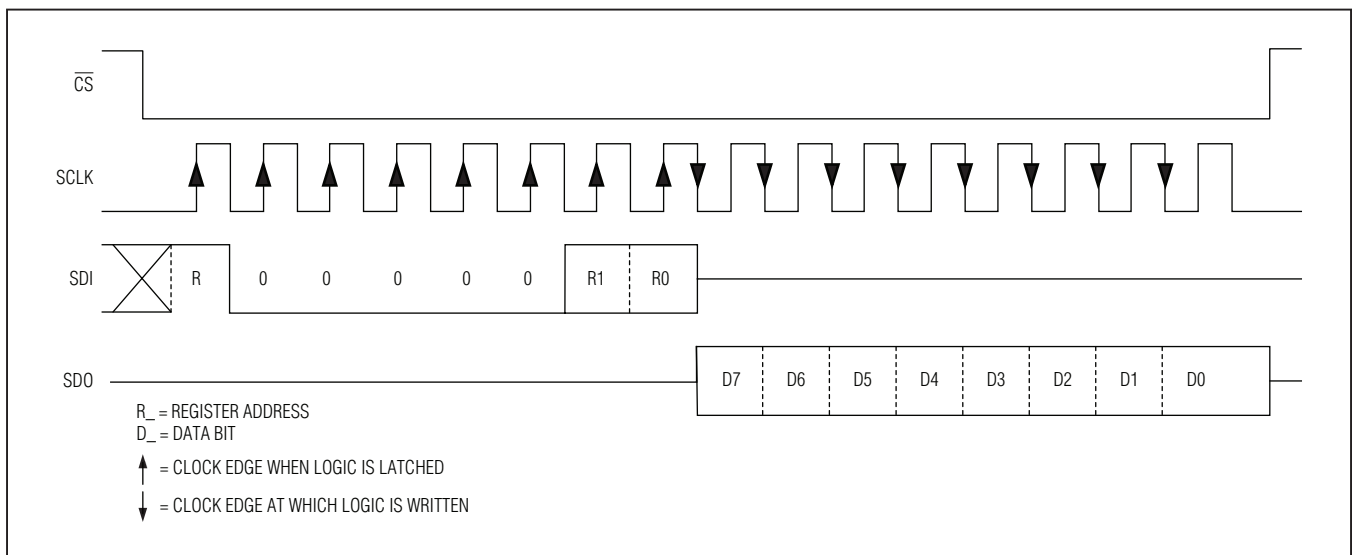 CS
SCLK
SDI R 0 0 0 0 0 R1 R0
SDO D7 D6 D5 D4 D3 D2 D1 D0
R_ = REGISTER ADDRESS
D_ = DATA BIT
= CLOCK EDGE WHEN LOGIC IS LATCHED
= CLOCK EDGE AT WHICH LOGIC IS WRITTEN